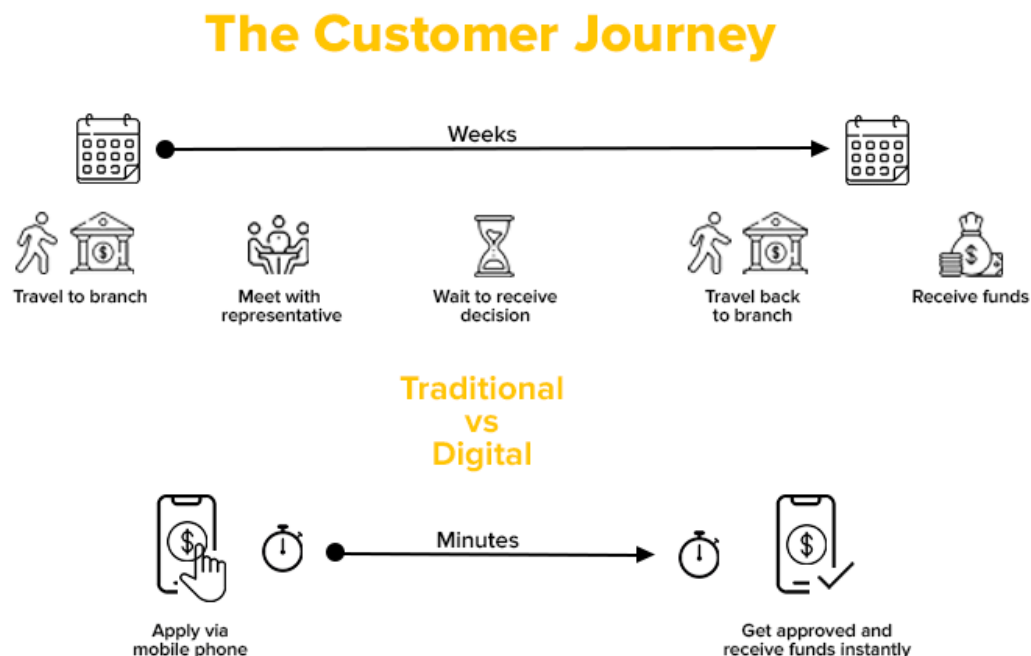 The Customer Journey
Weeks
Travel to branch
Meet with
representative
Wait to receive
decision
Travel back
to branch
Receive funds
Traditional
vs
Digital
Minutes
Apply via
mobile phone
Get approved and
receive funds instantly